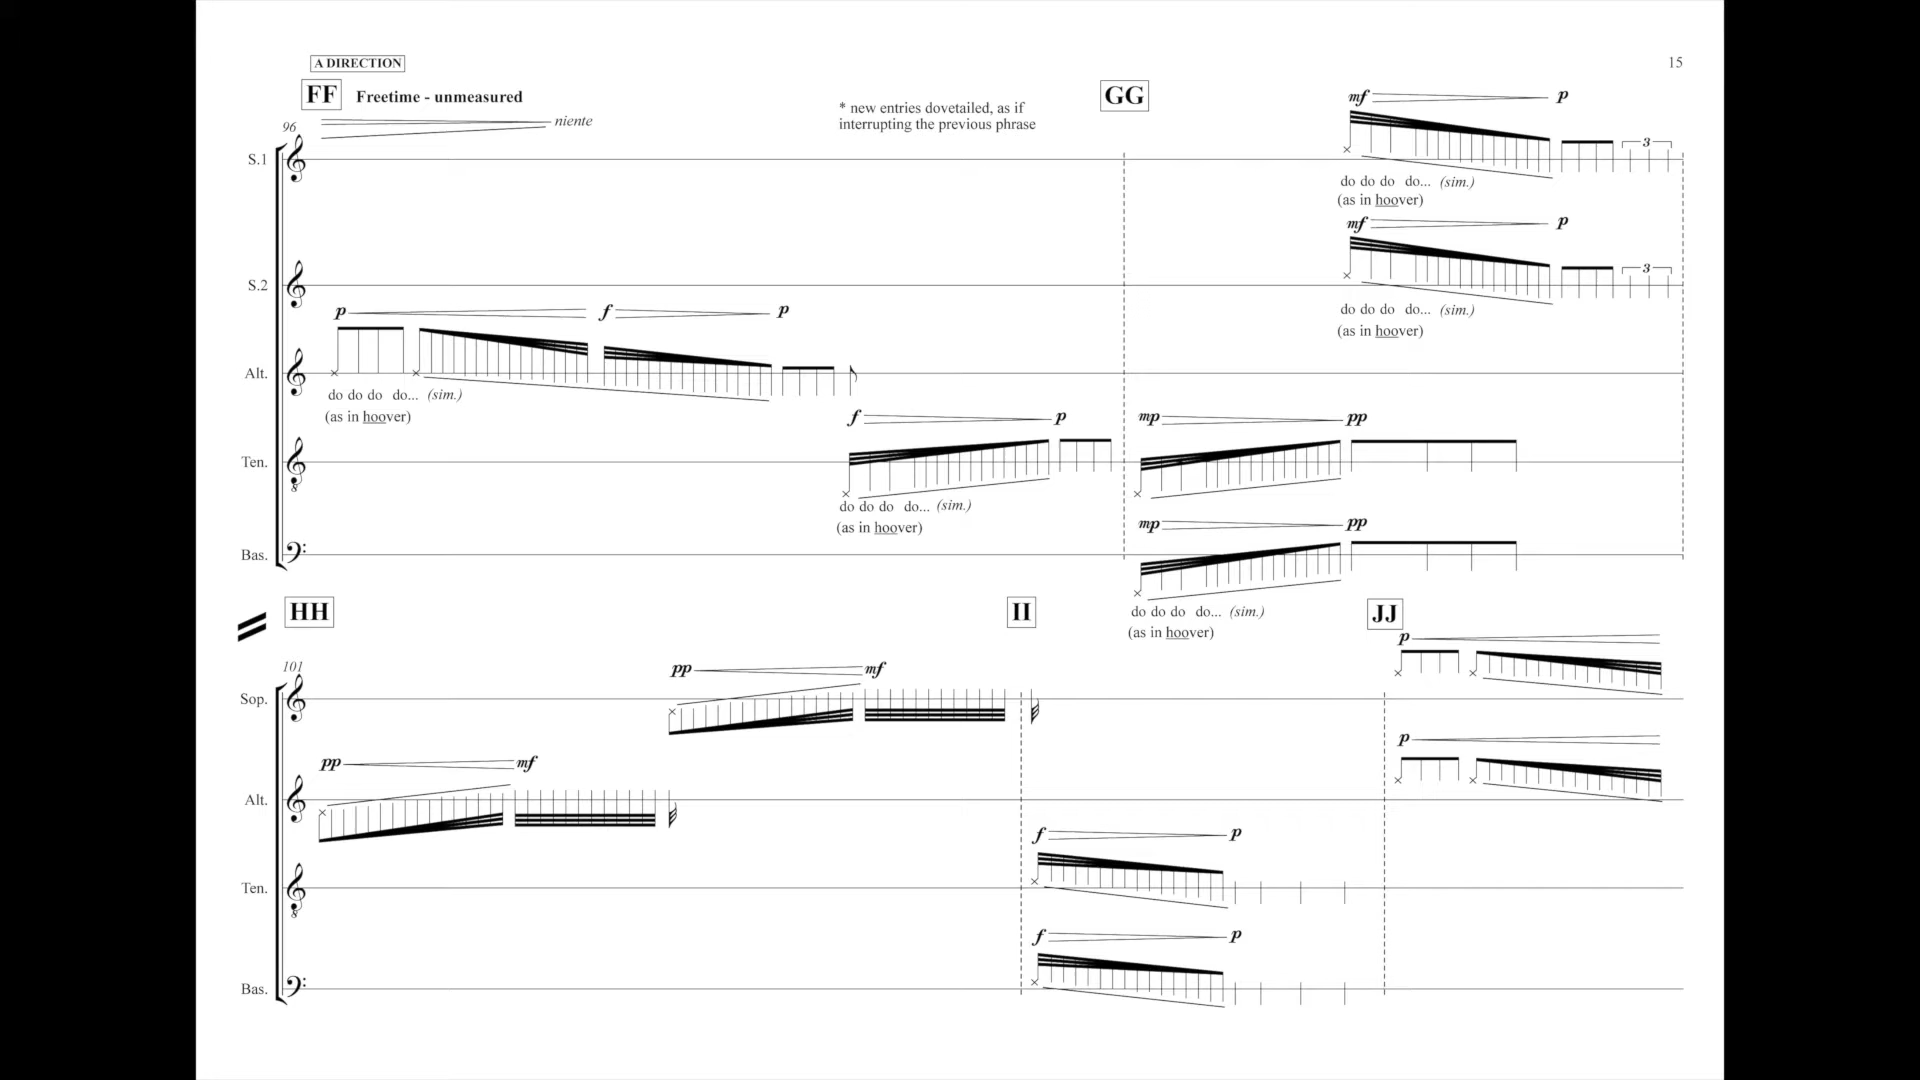 A DIRECTION
15
FF Freetime - unmeasured
* new entries dovetailed, as if
interrupting the previous phrase
GG
mf p
96
niente
S.1
3
do do do do... (sim.)
(as in hoover)
mf p
S.2
3
p f p
do do do do... (sim.)
(as in hoover)
Alt.
do do do do... (sim.)
(as in hoover)
f p
mp pp
Ten.
8
do do do do... (sim.)
(as in hoover)
mp pp
Bas.
do do do do... (sim.)
(as in hoover)
HH
II
JJ
p
101
pp mf
Sop.
p
pp mf
Alt.
f p
Ten.
8
f p
Bas.